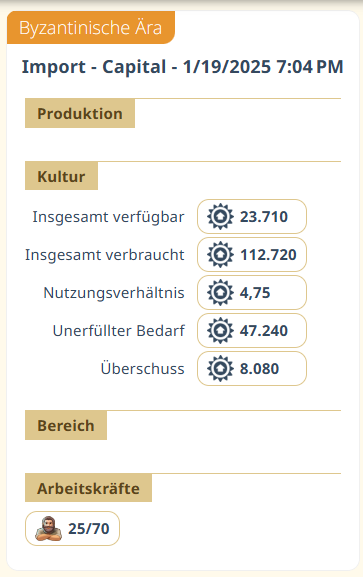 Byzantinische Ära
Import - Capital - 1/19/2025 7:04 PM
Produktion
Kultur
Insgesamt verfügbar 23.710
Insgesamt verbraucht 112.720
Nutzungsverhältnis 4,75
Unerfüllter Bedarf 47.240
Überschuss 8.080
Bereich
Arbeitskräfte
25/70